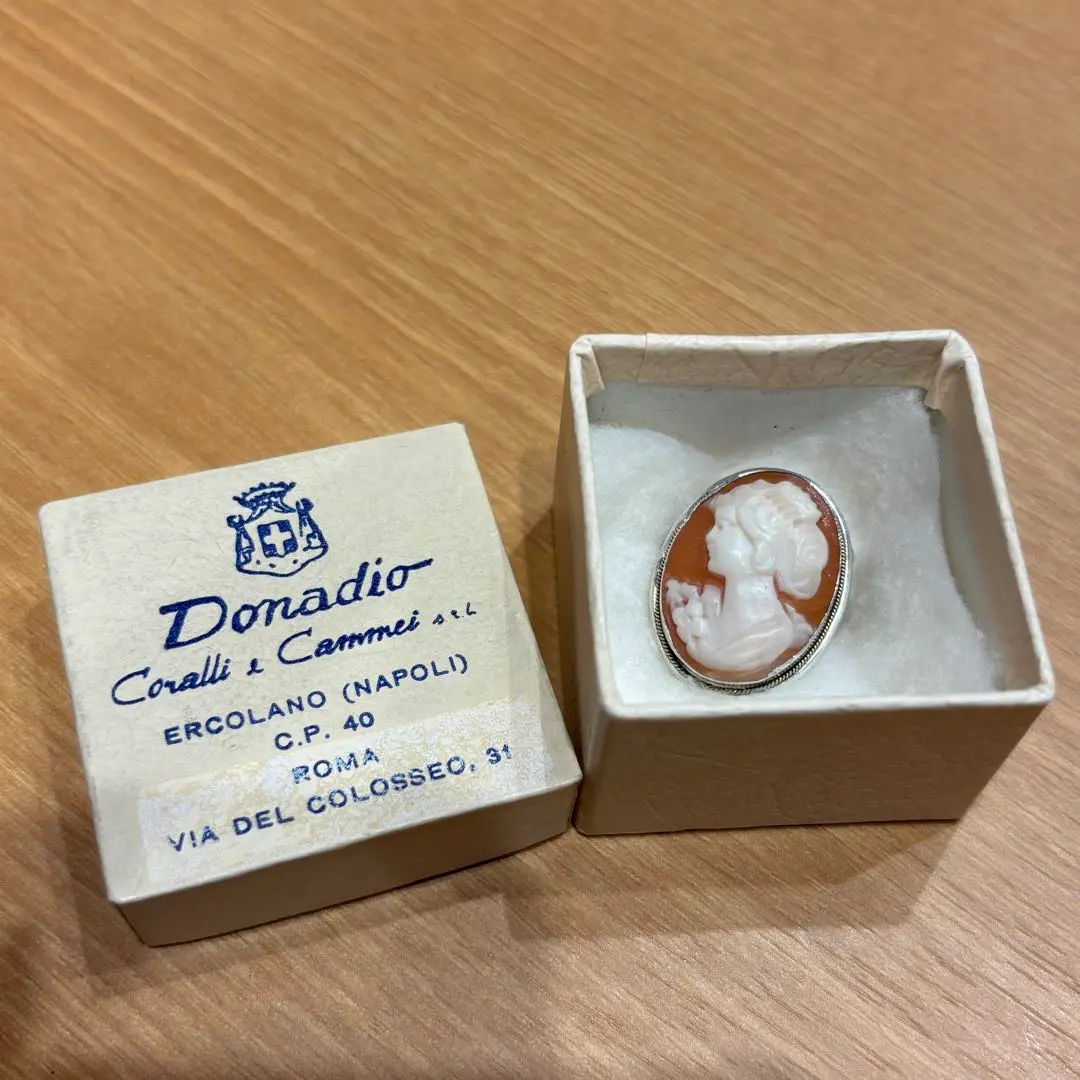 Donadio
Coralli e Cammei s.r.l
ERCOLANO (NAPOLI)
C.P. 40
ROMA
VIA DEL COLOSSEO, 31